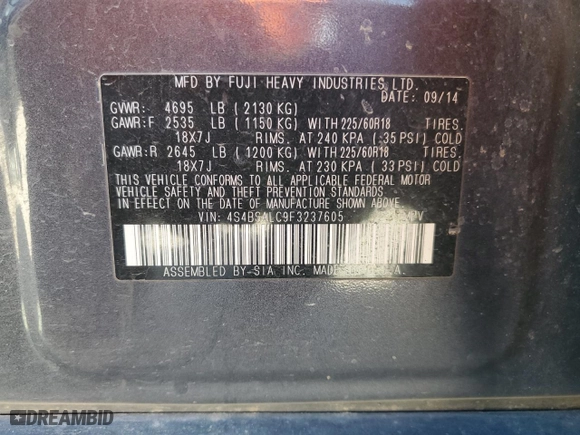 MFD BY FUJI HEAVY INDUSTRIES LTD.
DATE: 09/14
GVWR: 4695 LB ( 2130 KG)
GAWR:F 2535 LB ( 1150 KG) WITH 225/60R18 TIRES,
18X7J RIMS, AT 240 KPA ( 35 PSI) COLD
GAWR:R 2645 LB ( 1200 KG) WITH 225/60R18 TIRES,
18X7J RIMS, AT 230 KPA ( 33 PSI) COLD
THIS VEHICLE CONFORMS TO ALL APPLICABLE FEDERAL MOTOR
VEHICLE SAFETY AND THEFT PREVENTION STANDARDS
IN EFFECT ON THE DATE OF MANUFACTURE SHOWN ABOVE.
VIN: 4S4BSALC9F3237605
ASSEMBLED BY-SIA INC. MADE
DREAMBID